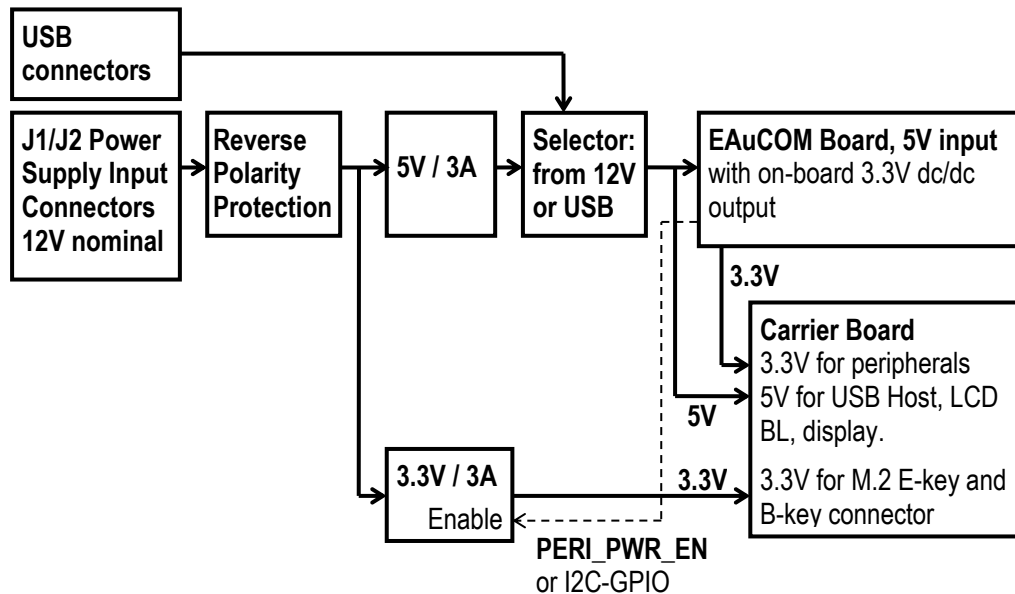 USB
connectors
J1/J2 Power
Supply Input
Connectors
12V nominal
Reverse
Polarity
Protection
5V / 3A
Selector:
from 12V
or USB
EAuCOM Board, 5V input
with on-board 3.3V dc/dc
output
3.3V
Carrier Board
3.3V for peripherals
5V for USB Host, LCD
BL, display.
5V
3.3V / 3A
Enable
3.3V
3.3V for M.2 E-key and
B-key connector
PERI_PWR_EN
or I2C-GPIO